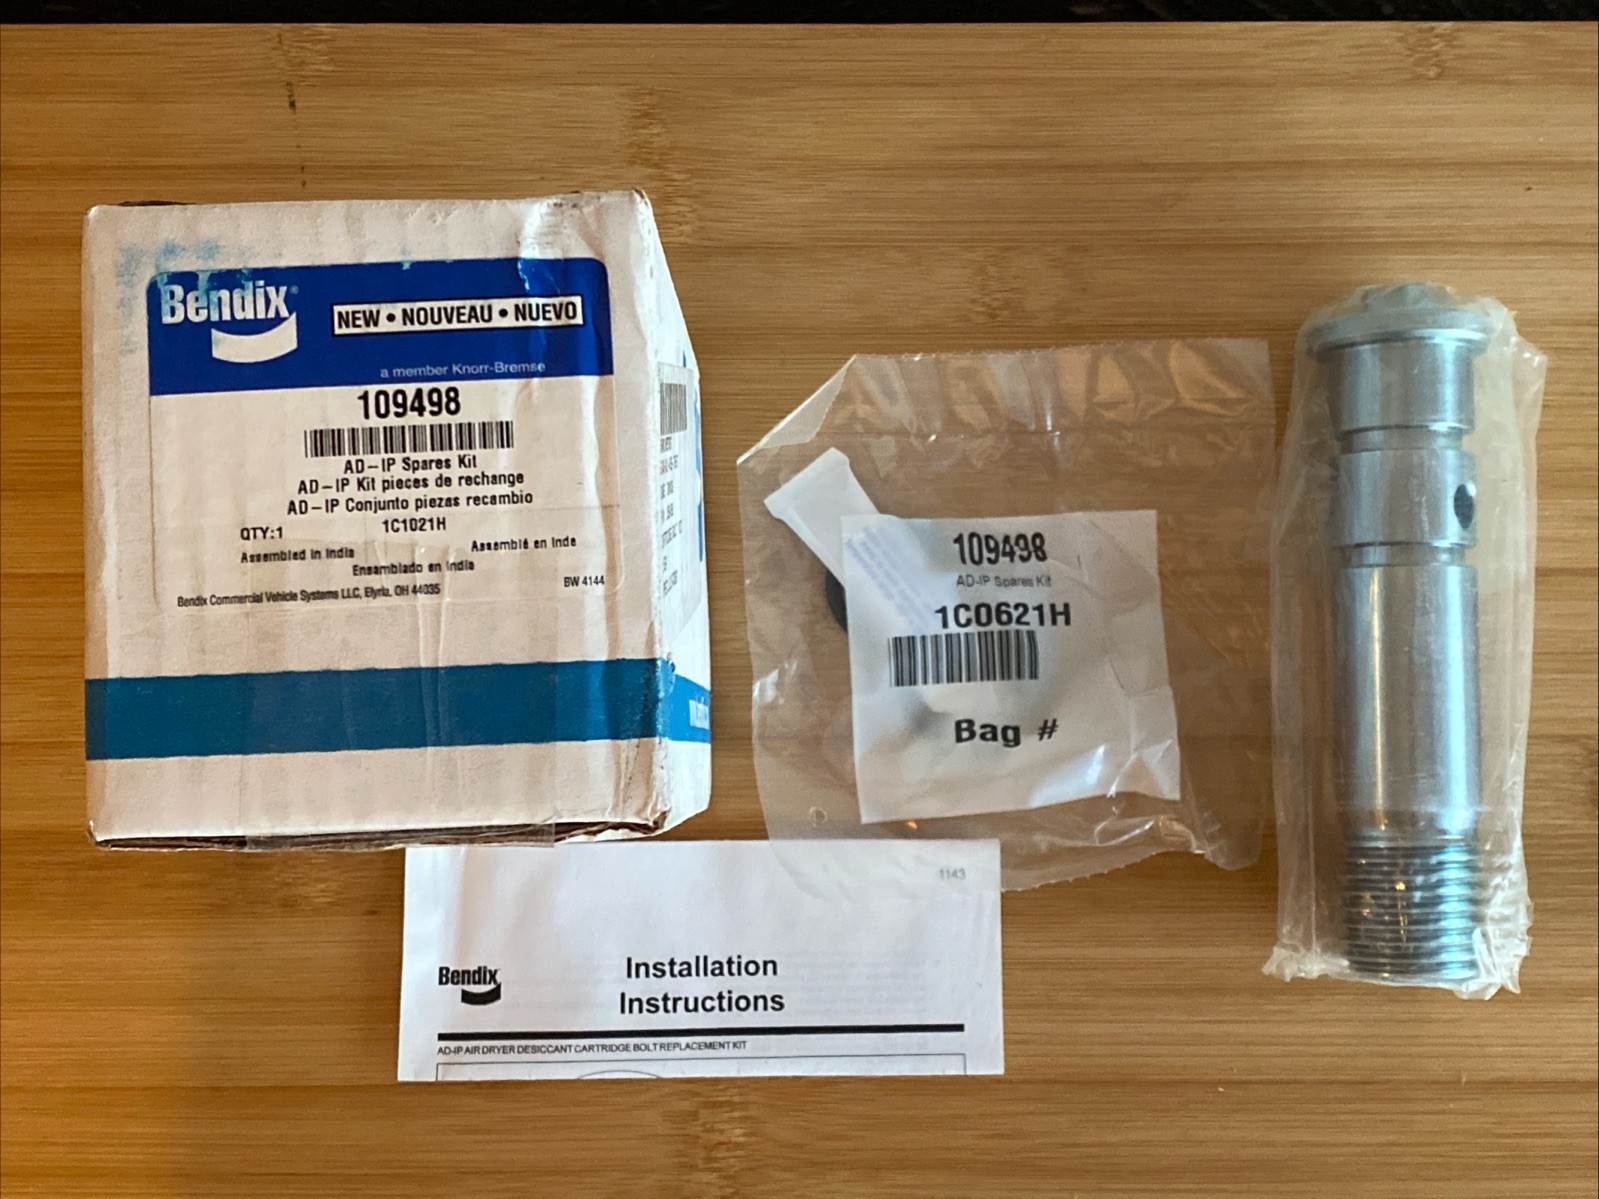 Bendix
NEW • NOUVEAU • NUEVO
a member Knorr-Bremse
109498
AD-IP Spares Kit
AD-IP Kit pieces de rechange
AD-IP Conjunto piezas recambio
QTY:1
1C1021H
Assembled in India
Assemblé en Inde
Ensamblado en India
Bendix Commercial Vehicle Systems LLC, Elyria, OH 44035
BW 4144
109498
AD-IP Spares Kit
1C0621H
Bag #
1143
Bendix
Installation
Instructions
AD-IP AIR DRYER DESICCANT CARTRIDGE BOLT REPLACEMENT KIT